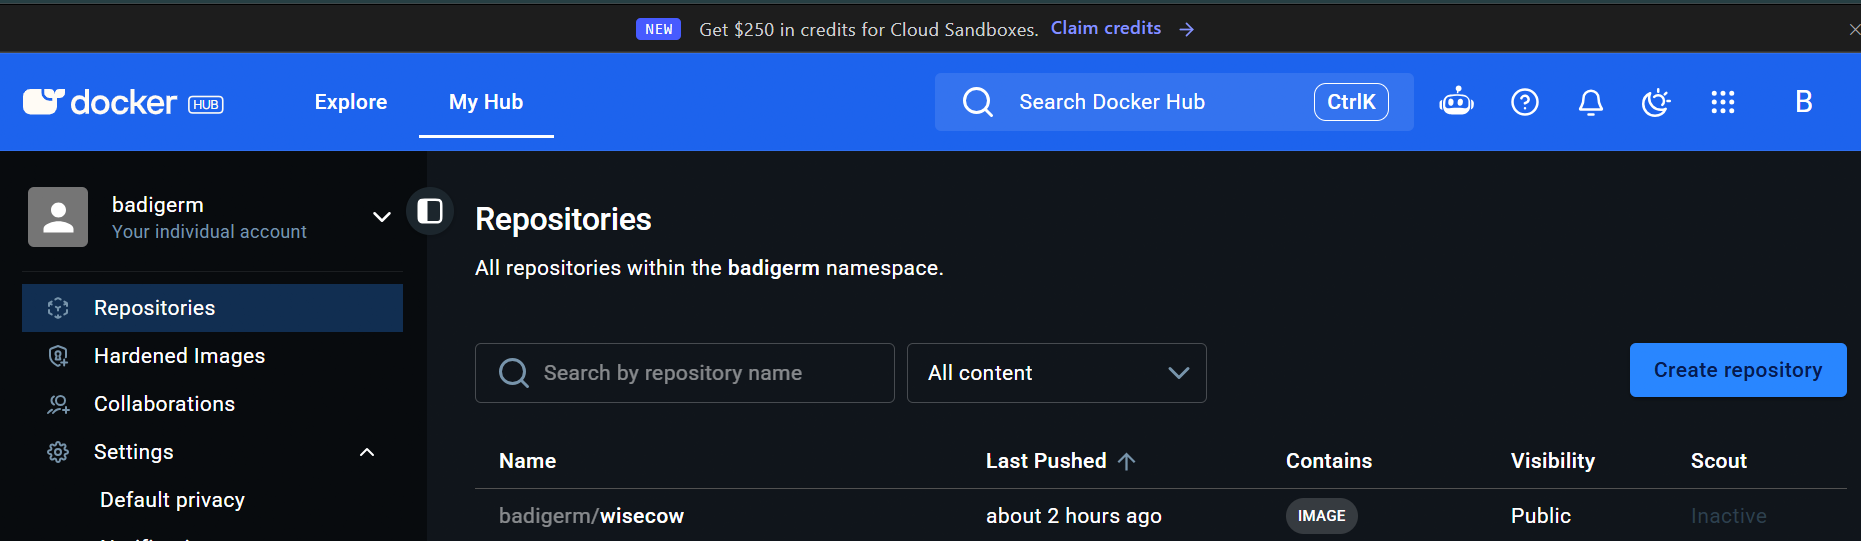 NEW Get $250 in credits for Cloud Sandboxes. Claim credits →
docker HUB Explore My Hub Search Docker Hub CtrlK B
badigerm
Your individual account
Repositories
Hardened Images
Collaborations
Settings
Default privacy
Repositories
All repositories within the badigerm namespace.
Search by repository name All content Create repository
Name Last Pushed ↑ Contains Visibility Scout
badigerm/wisecow about 2 hours ago IMAGE Public Inactive